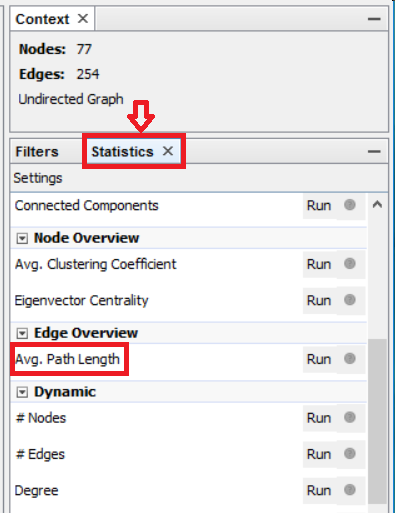 Context ×
Nodes: 77
Edges: 254
Undirected Graph
Filters Statistics ×
Settings
Connected Components Run
Node Overview
Avg. Clustering Coefficient Run
Eigenvector Centrality Run
Edge Overview
Avg. Path Length Run
Dynamic
# Nodes Run
# Edges Run
Degree Run